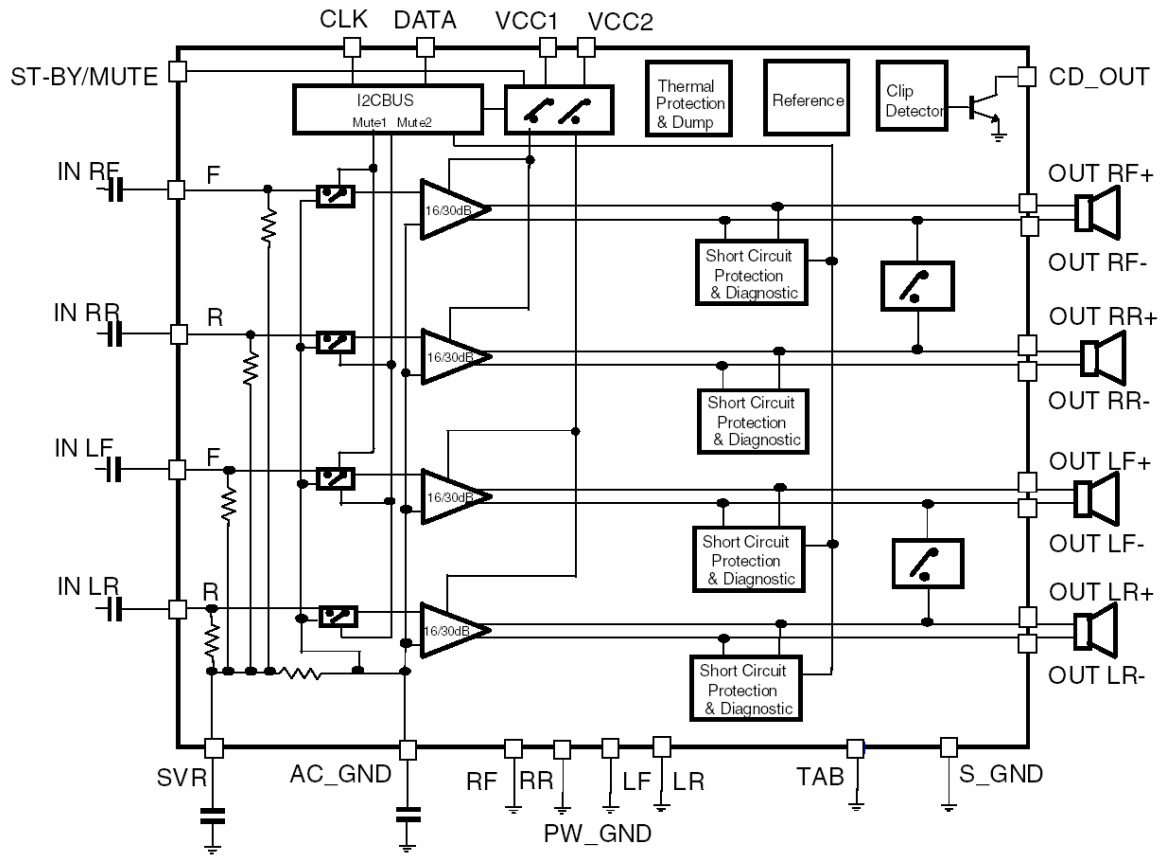 CLK DATA VCC1 VCC2
ST-BY/MUTE
I2CBUS
Mute1 Mute2
Thermal
Protection
& Dump
Reference
Clip
Detector
CD_OUT
IN RF
F
16/30dB
OUT RF+
Short Circuit
Protection
& Diagnostic
OUT RF-
IN RR
R
16/30dB
OUT RR+
Short Circuit
Protection
& Diagnostic
OUT RR-
IN LF
F
16/30dB
OUT LF+
Short Circuit
Protection
& Diagnostic
OUT LF-
IN LR
R
16/30dB
OUT LR+
Short Circuit
Protection
& Diagnostic
OUT LR-
SVR
AC_GND
RF RR LF LR
PW_GND
TAB
S_GND